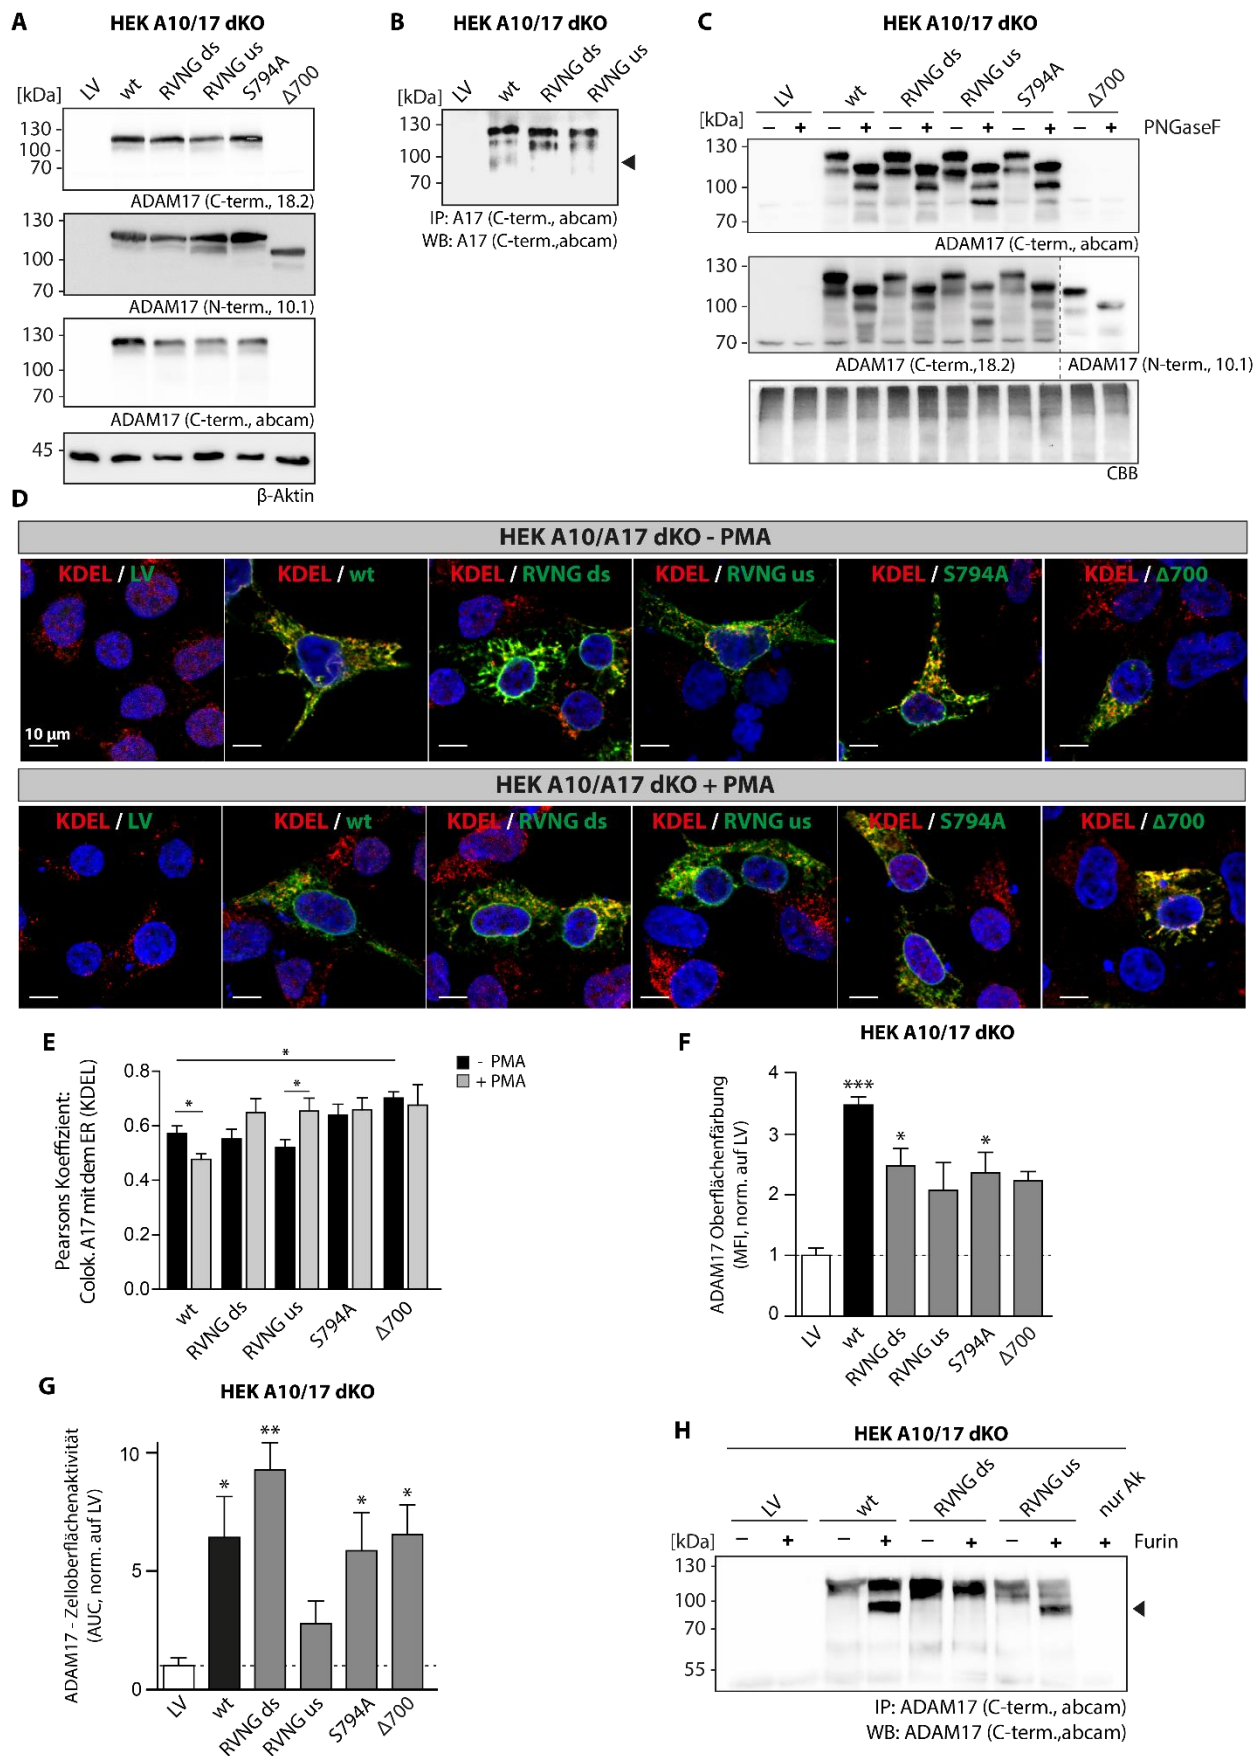 A
HEK A10/17 dKO
[kDa]
LV
wt
RVNG ds
RVNG us
S794A
Δ700
130
100
70
ADAM17 (C-term., 18.2)
130
100
70
ADAM17 (N-term., 10.1)
130
100
70
ADAM17 (C-term., abcam)
45
β-Aktin
B
HEK A10/17 dKO
[kDa]
LV
wt
RVNG ds
RVNG us
130
100
70
IP: A17 (C-term., abcam)
WB: A17 (C-term.,abcam)
C
HEK A10/17 dKO
LV
wt
RVNG ds
RVNG us
S794A
Δ700
[kDa]
– + – + – + – + – + – + PNGaseF
130
100
70
ADAM17 (C-term., abcam)
130
100
70
ADAM17 (C-term.,18.2)
ADAM17 (N-term., 10.1)
CBB
D
HEK A10/A17 dKO - PMA
KDEL / LV
KDEL / wt
KDEL / RVNG ds
KDEL / RVNG us
KDEL / S794A
KDEL / Δ700
10 µm
HEK A10/A17 dKO + PMA
KDEL / LV
KDEL / wt
KDEL / RVNG ds
KDEL / RVNG us
KDEL / S794A
KDEL / Δ700
E
Pearsons Koeffizient:
Colok. A17 mit dem ER (KDEL)
0.8
0.6
0.4
0.2
0.0
*
*
*
- PMA
+ PMA
wt
RVNG ds
RVNG us
S794A
Δ700
F
HEK A10/17 dKO
ADAM17 Oberflächenfärbung
(MFI, norm. auf LV)
4
3
2
1
0
***
*
*
LV
wt
RVNG ds
RVNG us
S794A
Δ700
G
HEK A10/17 dKO
ADAM17 - Zelloberflächenaktivität
(AUC, norm. auf LV)
10
5
0
*
**
*
*
LV
wt
RVNG ds
RVNG us
S794A
Δ700
H
HEK A10/17 dKO
LV
wt
RVNG ds
RVNG us
nur Ak
[kDa]
– + – + – + – + + Furin
130
100
70
55
IP: ADAM17 (C-term., abcam)
WB: ADAM17 (C-term.,abcam)